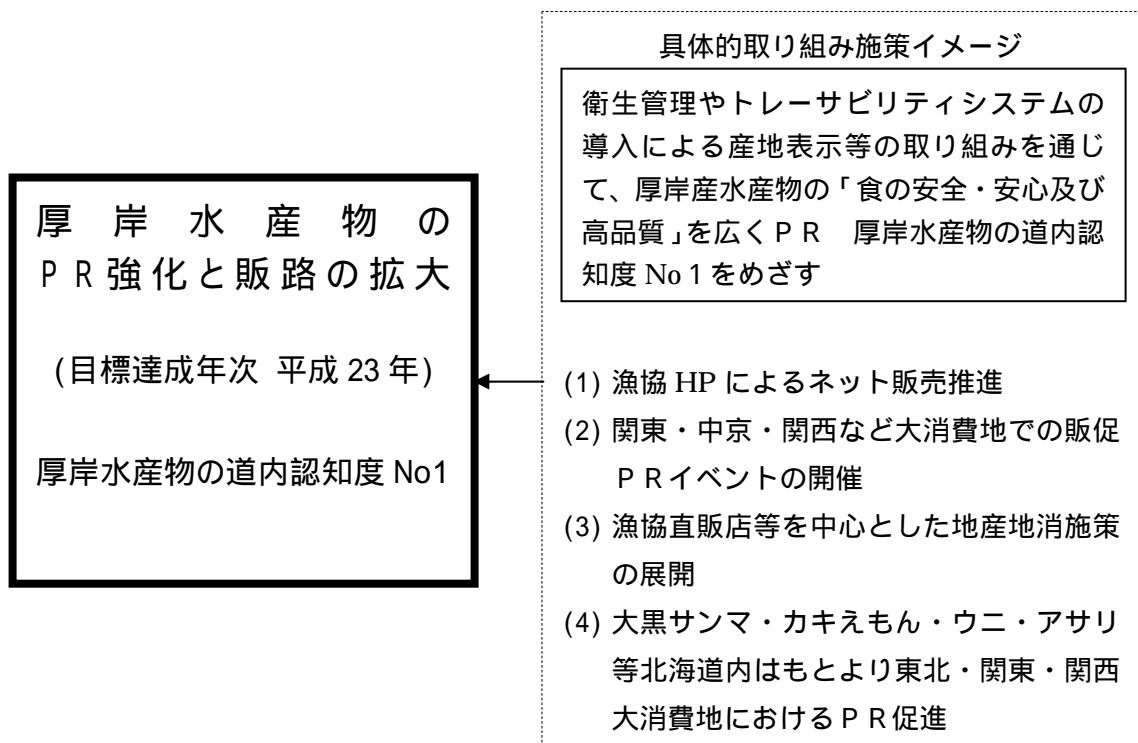 厚岸水産物の
ＰＲ強化と販路の拡大
(目標達成年次 平成 23 年)
厚岸水産物の道内認知度 No1
具体的取り組み施策イメージ
衛生管理やトレーサビリティシステムの
導入による産地表示等の取り組みを通じ
て、厚岸産水産物の「食の安全・安心及び
高品質」を広くＰＲ　厚岸水産物の道内認
知度 No１をめざす
(1) 漁協 HP によるネット販売推進
(2) 関東・中京・関西など大消費地での販促
ＰＲイベントの開催
(3) 漁協直販店等を中心とした地産地消施策
の展開
(4) 大黒サンマ・カキえもん・ウニ・アサリ
等北海道内はもとより東北・関東・関西
大消費地におけるＰＲ促進